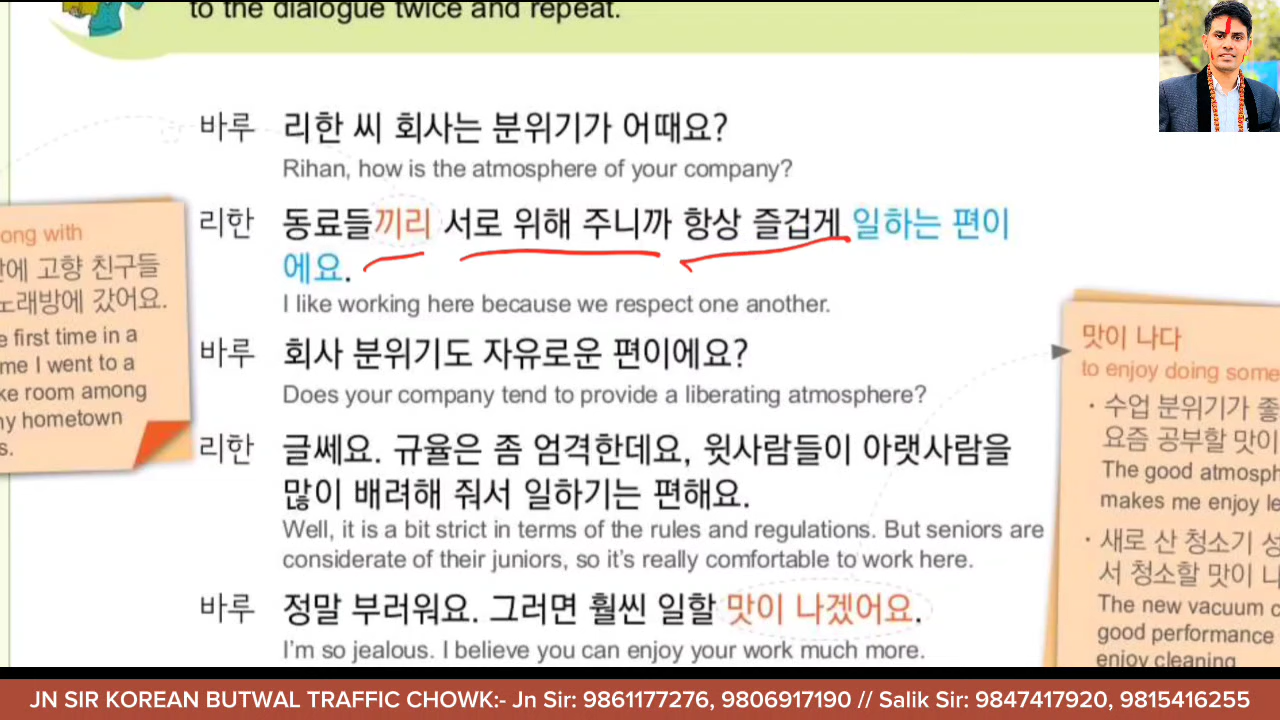 to the dialogue twice and repeat.
바루 리한 씨 회사는 분위기가 어때요?
Rihan, how is the atmosphere of your company?
리한 동료들끼리 서로 위해 주니까 항상 즐겁게 일하는 편이
에요.
I like working here because we respect one another.
바루 회사 분위기도 자유로운 편이에요?
Does your company tend to provide a liberating atmosphere?
리한 글쎄요. 규율은 좀 엄격한데요, 윗사람들이 아랫사람을
많이 배려해 줘서 일하기는 편해요.
Well, it is a bit strict in terms of the rules and regulations. But seniors are
considerate of their juniors, so it's really comfortable to work here.
바루 정말 부러워요. 그러면 훨씬 일할 맛이 나겠어요.
I'm so jealous. I believe you can enjoy your work much more.
ong with
에 고향 친구들
노래방에 갔어요.
first time in a
me I went to a
room among
hometown
s.
맛이 나다
to enjoy doing some
· 수업 분위기가 좋
요즘 공부할 맛이
The good atmosph
makes me enjoy le
· 새로 산 청소기 성
서 청소할 맛이 나
The new vacuum c
good performance
enjoy cleaning
JN SIR KOREAN BUTWAL TRAFFIC CHOWK:- Jn Sir: 9861177276, 9806917190 // Salik Sir: 9847417920, 9815416255